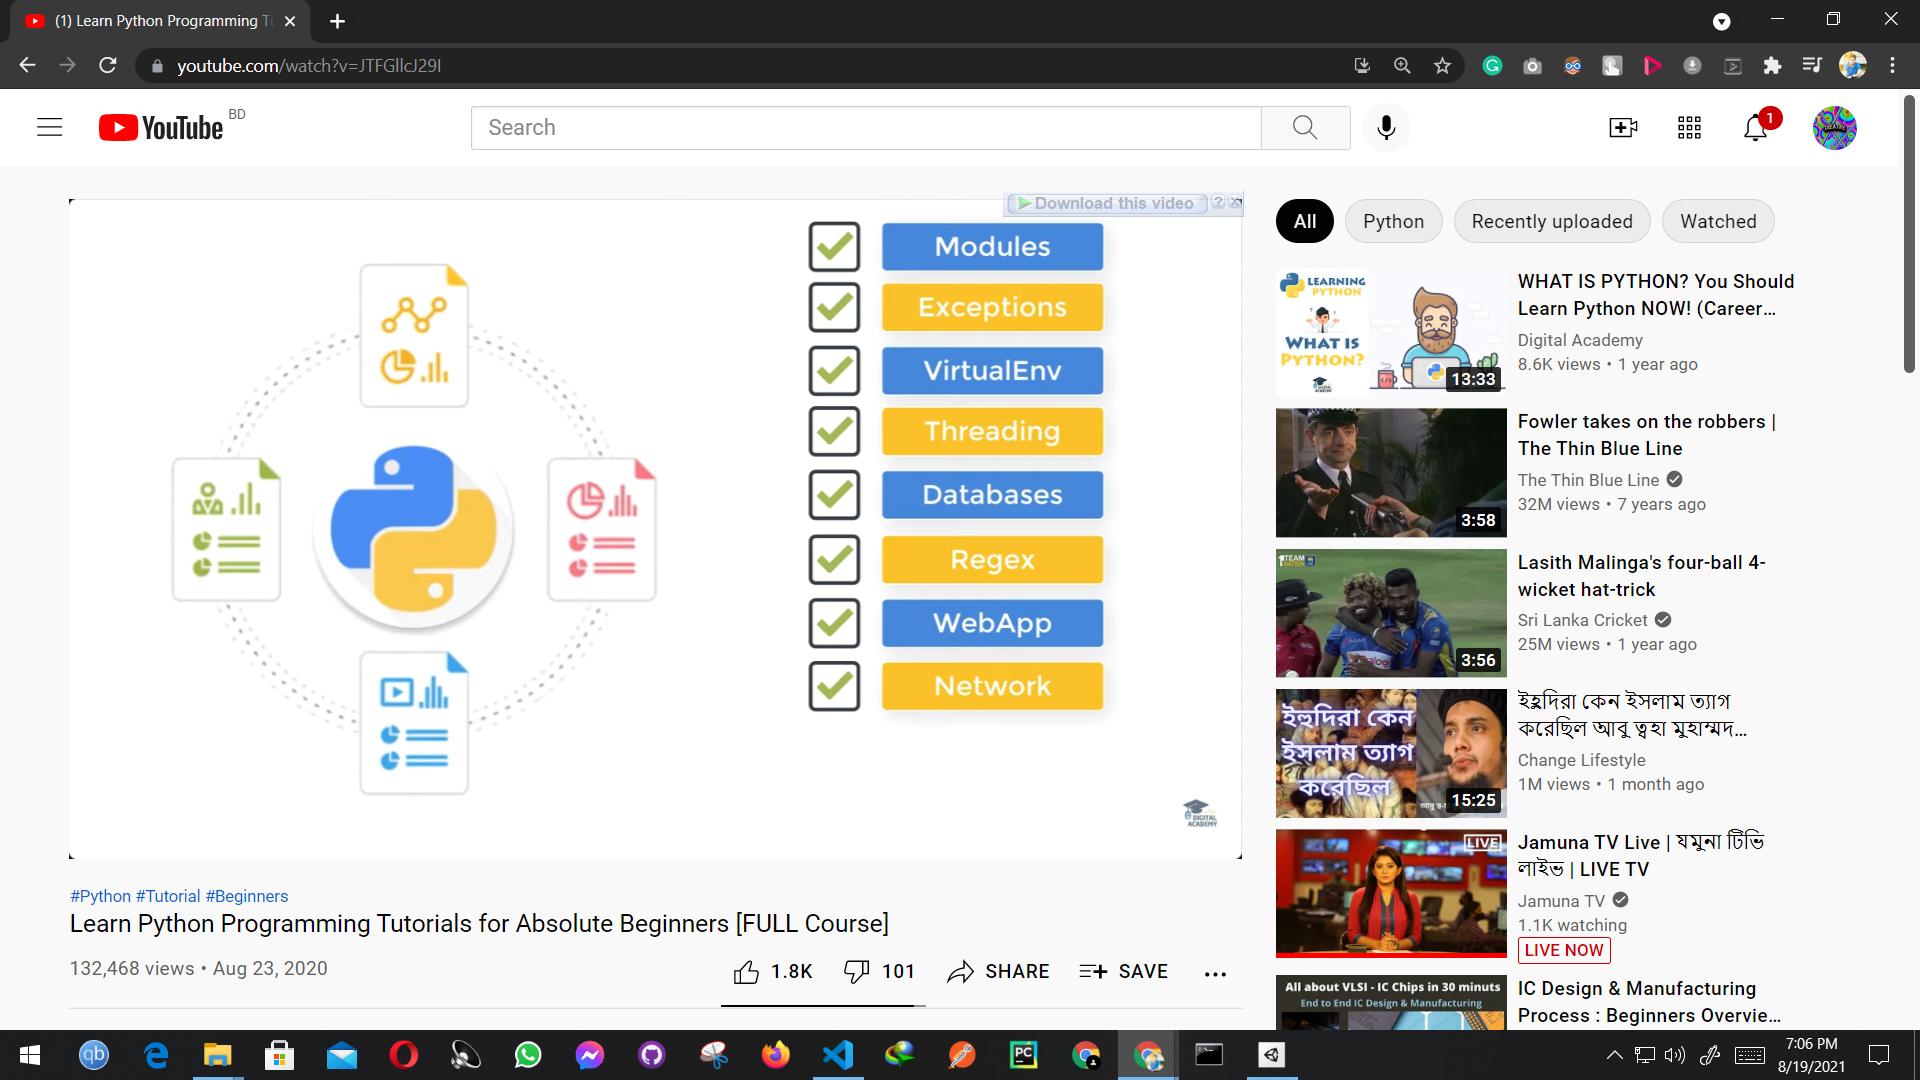 (1) Learn Python Programming Tu
youtube.com/watch?v=JTFGllcJ29I
YouTube BD
Search
1
Download this video
Modules
Exceptions
VirtualEnv
Threading
Databases
Regex
WebApp
Network
DIGITAL
ACADEMY
#Python #Tutorial #Beginners
Learn Python Programming Tutorials for Absolute Beginners [FULL Course]
132,468 views • Aug 23, 2020
1.8K
101
SHARE
SAVE
All
Python
Recently uploaded
Watched
LEARNING
PYTHON
WHAT IS
PYTHON?
13:33
WHAT IS PYTHON? You Should
Learn Python NOW! (Career...
Digital Academy
8.6K views • 1 year ago
3:58
Fowler takes on the robbers |
The Thin Blue Line
The Thin Blue Line
32M views • 7 years ago
3:56
Lasith Malinga's four-ball 4-
wicket hat-trick
Sri Lanka Cricket
25M views • 1 year ago
ইহুদিরা কেন
ইসলাম ত্যাগ
করেছিল
15:25
ইহুদিরা কেন ইসলাম ত্যাগ
করেছিল আবু ত্বহা মুহাম্মদ...
Change Lifestyle
1M views • 1 month ago
LIVE
Jamuna TV Live | যমুনা টিভি
লাইভ | LIVE TV
Jamuna TV
1.1K watching
LIVE NOW
All about VLSI - IC Chips in 30 minuts
End to End IC Design & Manufacturing
IC Design & Manufacturing
Process : Beginners Overvie...
qb
PC
7:06 PM
8/19/2021